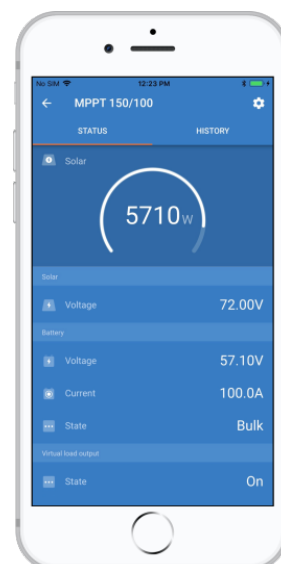 No SIM 12:23 PM
MPPT 150/100
STATUS HISTORY
Solar
5710W
Solar
Voltage 72.00V
Battery
Voltage 57.10V
Current 100.0A
State Bulk
Virtual load output
State On